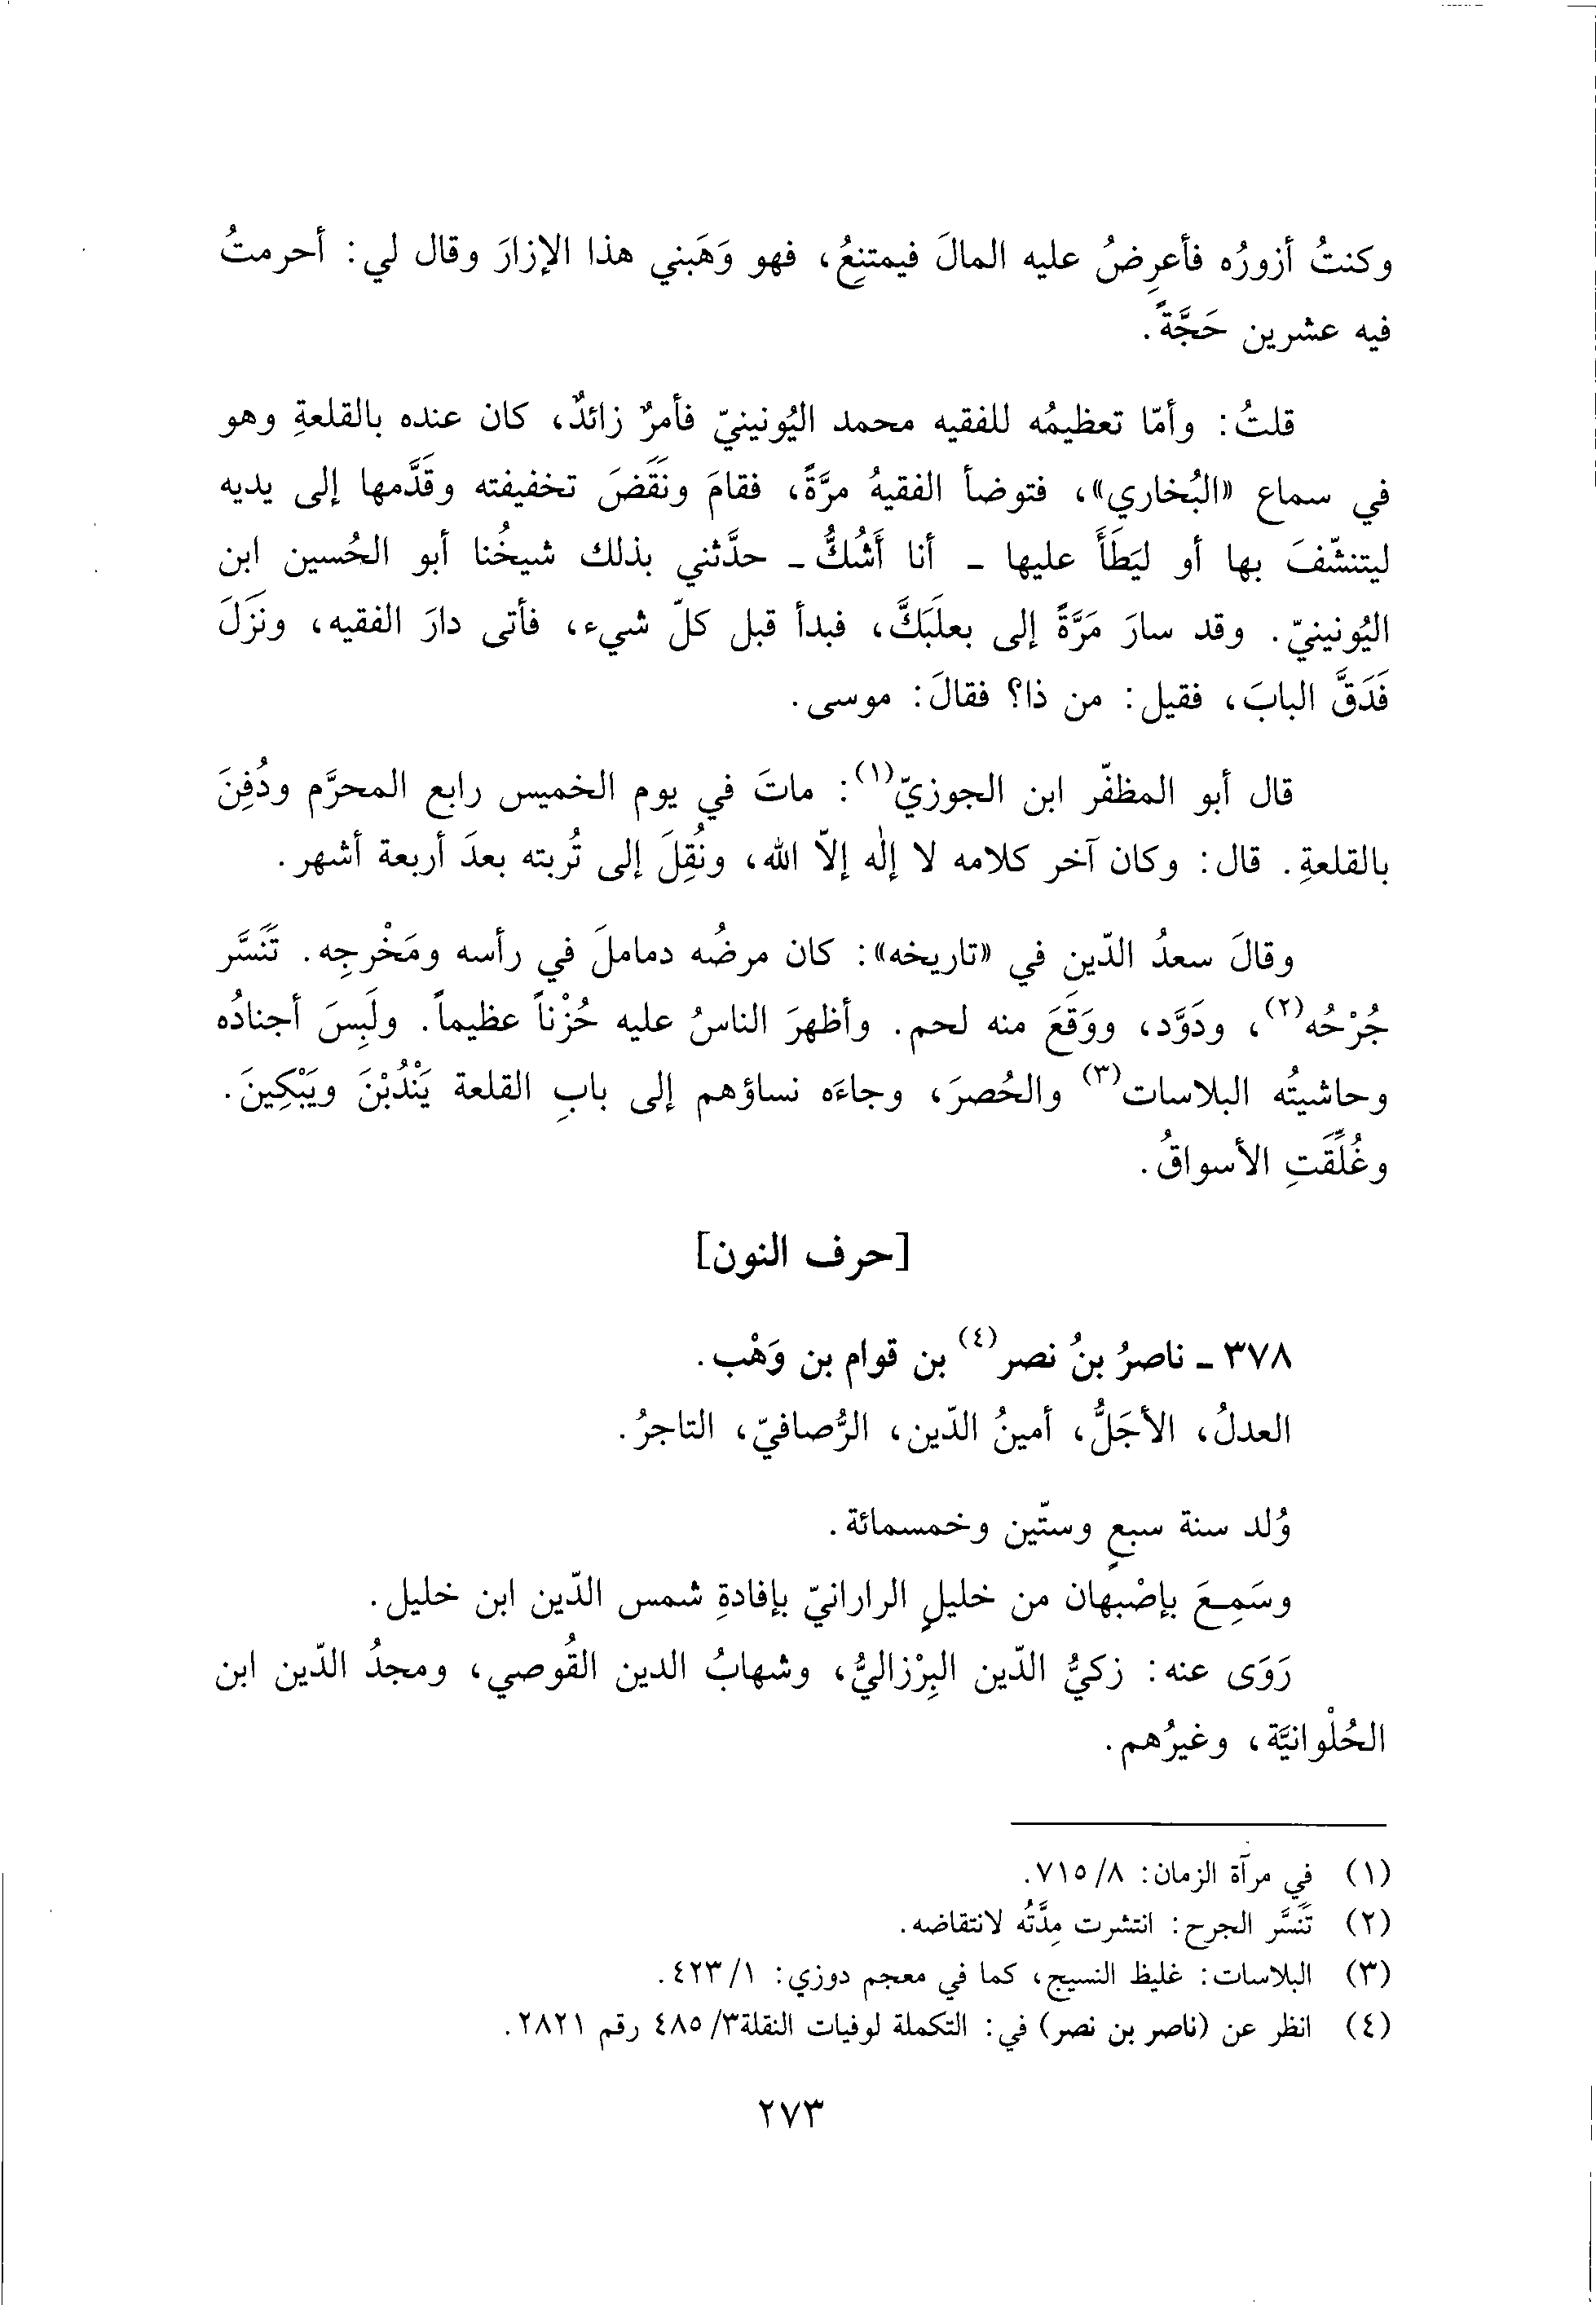 وكنتُ أزورُه فأعرِضُ عليه المالَ فيمتنِعُ، فهو وَهَبني هذا الإزارَ وقال لي: أحرمتُ
فيه عشرين حَجَّةً.
قلتُ: وأمّا تعظيمُه للفقيه محمد اليُونينيّ فأمرٌ زائدٌ، كان عنده بالقلعةِ وهو
في سماع «البُخاري»، فتوضأ الفقيهُ مرَّةً، فقامَ ونَقَضَ تخفيفته وقَدَّمها إلى يديه
ليتنشّفَ بها أو ليَطَأَ عليها - أنا أَشُكُّ - حدَّثني بذلك شيخُنا أبو الحُسين ابن
اليُونينيّ. وقد سارَ مَرَّةً إلى بعلَبَكَّ، فبدأ قبل كلّ شيء، فأتى دارَ الفقيه، ونَزَلَ
فَدَقَّ البابَ، فقيل: من ذا؟ فقالَ: موسى.
قال أبو المظفّر ابن الجوزيّ(١): ماتَ في يوم الخميس رابع المحرَّم ودُفِنَ
بالقلعةِ. قال: وكان آخر كلامه لا إلٰه إلاّ الله، ونُقِلَ إلى تُربته بعدَ أربعة أشهر.
وقالَ سعدُ الدّين في «تاريخه»: كان مرضُه دماملَ في رأسه ومَخْرجِه. تَنَسَّر
جُرْحُه(٢)، ودَوَّد، ووَقَعَ منه لحم. وأظهرَ الناسُ عليه حُزْناً عظيماً. ولَبِسَ أجنادُه
وحاشيتُه البلاسات(٣) والحُصرَ، وجاءَه نساؤهم إلى بابِ القلعة يَنْدُبْنَ ويَبْكِينَ.
وغُلِّقَتِ الأسواقُ.
[حرف النون]
٣٧٨ - ناصرُ بنُ نصر(٤) بن قوام بن وَهْب.
العدلُ، الأجَلُّ، أمينُ الدّين، الرُّصافيّ، التاجرُ.
وُلد سنة سبعٍ وستّين وخمسمائة.
وسَمِعَ بإصْبهان من خليلٍ الرارانيّ بإفادةِ شمس الدّين ابن خليل.
رَوَى عنه: زكيُّ الدّين البِرْزاليُّ، وشهابُ الدين القُوصي، ومجدُ الدّين ابن
الحُلْوانيَّة، وغيرُهم.
(١) في مرآة الزمان: ٨/ ٧١٥.
(٢) تَنَسَّر الجرح: انتشرت مِدَّتُه لانتقاضه.
(٣) البلاسات: غليظ النسيج، كما في معجم دوزي: ١/ ٤٢٣.
(٤) انظر عن (ناصر بن نصر) في: التكملة لوفيات النقلة٣/ ٤٨٥ رقم ٢٨٢١.
٢٧٣